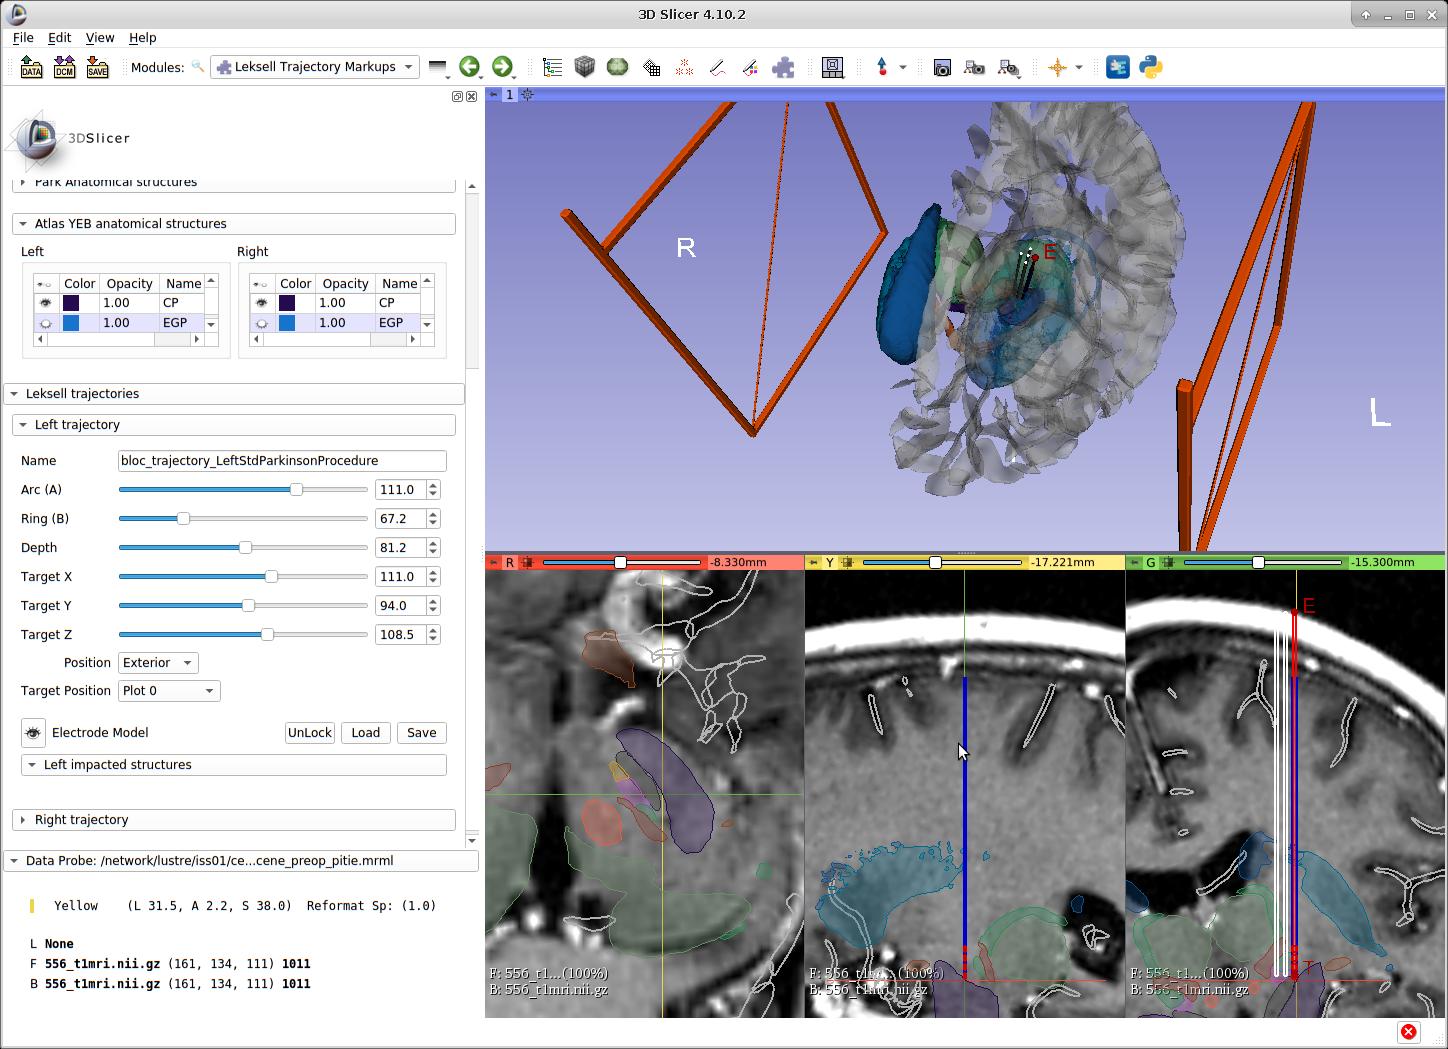 3D Slicer 4.10.2
File Edit View Help
DATA DCM SAVE Modules: Leksell Trajectory Markups
1
3DSlicer
Park Anatomical structures
Atlas YEB anatomical structures
Left Right
Color Opacity Name Color Opacity Name
1.00 CP 1.00 CP
1.00 EGP 1.00 EGP
Leksell trajectories
Left trajectory
Name bloc_trajectory_LeftStdParkinsonProcedure
Arc (A) 111.0
Ring (B) 67.2
Depth 81.2
Target X 111.0
Target Y 94.0
Target Z 108.5
Position Exterior
Target Position Plot 0
Electrode Model UnLock Load Save
Left impacted structures
Right trajectory
Data Probe: /network/lustre/iss01/ce...cene_preop_pitie.mrml
Yellow (L 31.5, A 2.2, S 38.0) Reformat Sp: (1.0)
L None
F 556_t1mri.nii.gz (161, 134, 111) 1011
B 556_t1mri.nii.gz (161, 134, 111) 1011
R
E
L
R -8.330mm
Y -17.221mm
G -15.300mm
E
T
F: 556_t1...(100%)
B: 556_t1mri.nii.gz
F: 556_t1...(100%)
B: 556_t1mri.nii.gz
F: 556_t1...(100%)
B: 556_t1mri.nii.gz